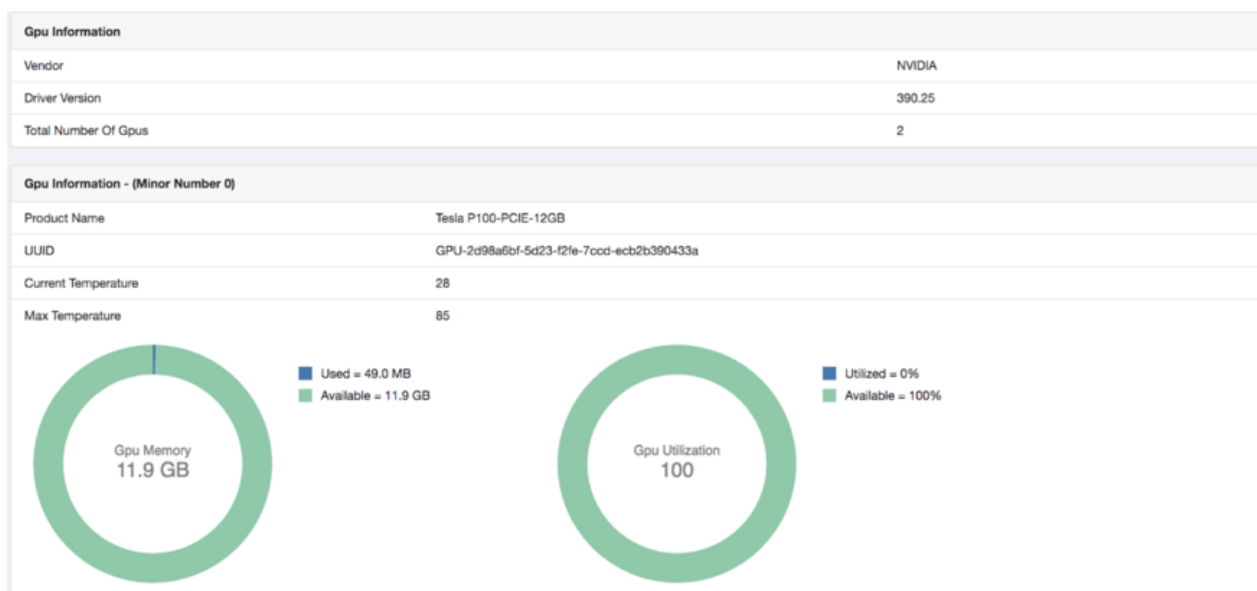 Gpu Information
Vendor NVIDIA
Driver Version 390.25
Total Number Of Gpus 2
Gpu Information - (Minor Number 0)
Product Name Tesla P100-PCIE-12GB
UUID GPU-2d98a6bf-5d23-f2fe-7ccd-ecb2b390433a
Current Temperature 28
Max Temperature 85
Used = 49.0 MB
Available = 11.9 GB
Gpu Memory
11.9 GB
Utilized = 0%
Available = 100%
Gpu Utilization
100